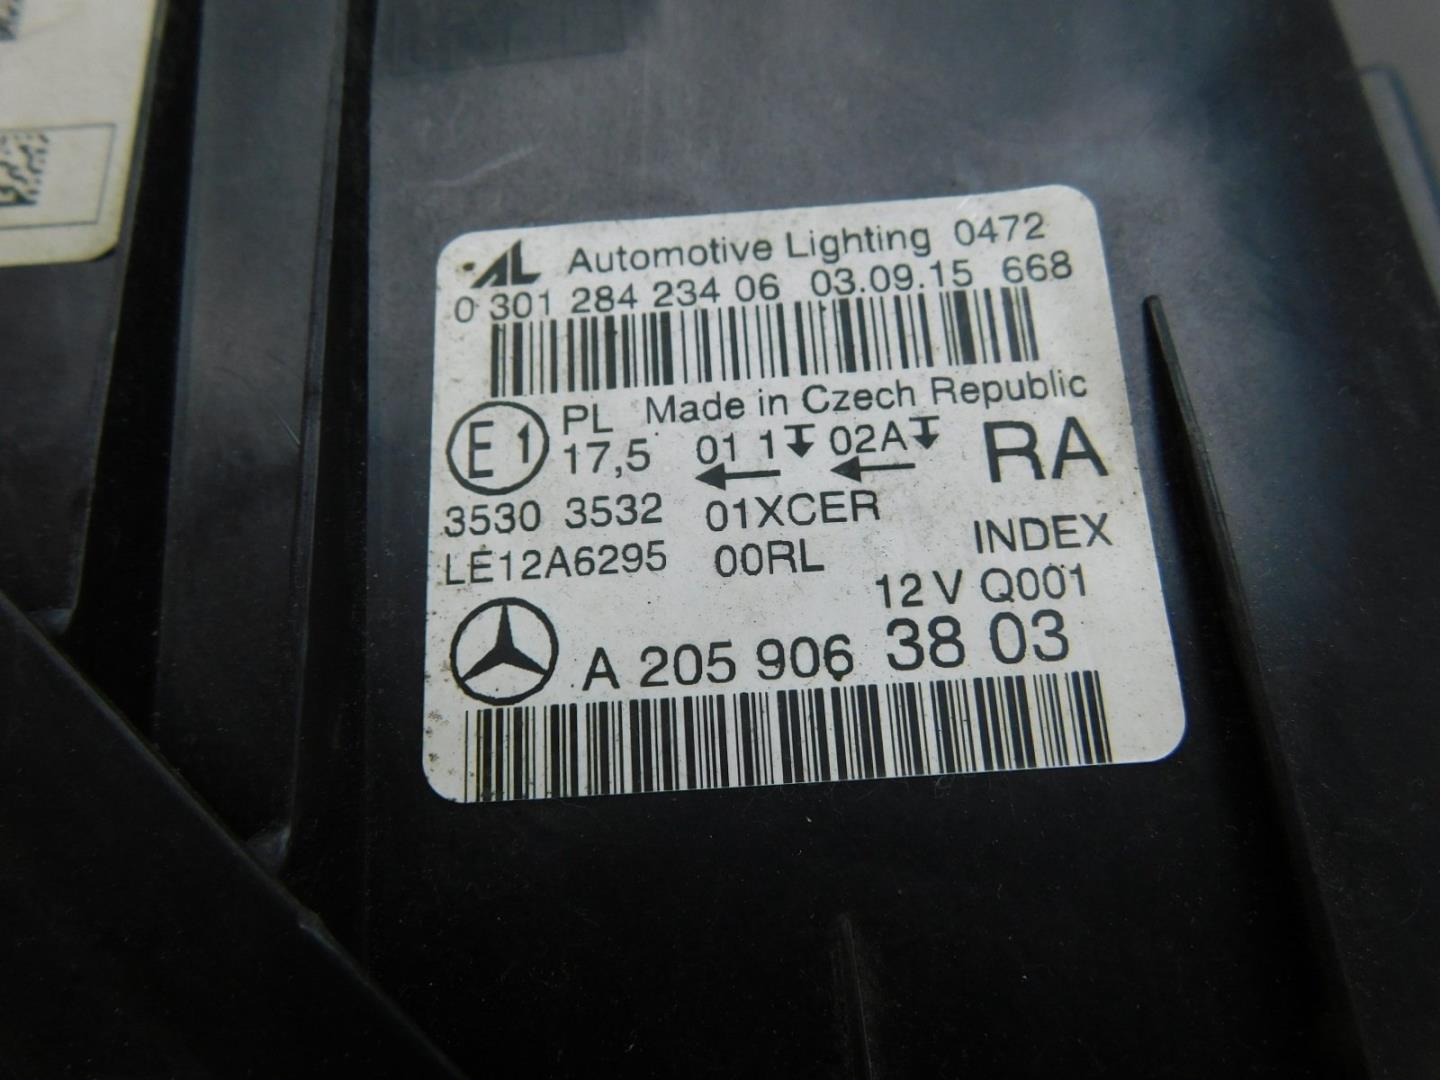 AL Automotive Lighting 0472
0 301 284 234 06 03.09.15 668
E1 PL Made in Czech Republic
17,5 01 1 02A RA
3530 3532 01XCER
LE12A6295 00RL INDEX
12 V Q001
A 205 906 38 03